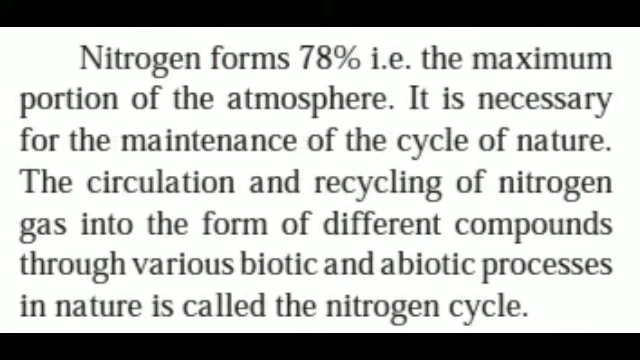 Nitrogen forms 78% i.e. the maximum
portion of the atmosphere. It is necessary
for the maintenance of the cycle of nature.
The circulation and recycling of nitrogen
gas into the form of different compounds
through various biotic and abiotic processes
in nature is called the nitrogen cycle.